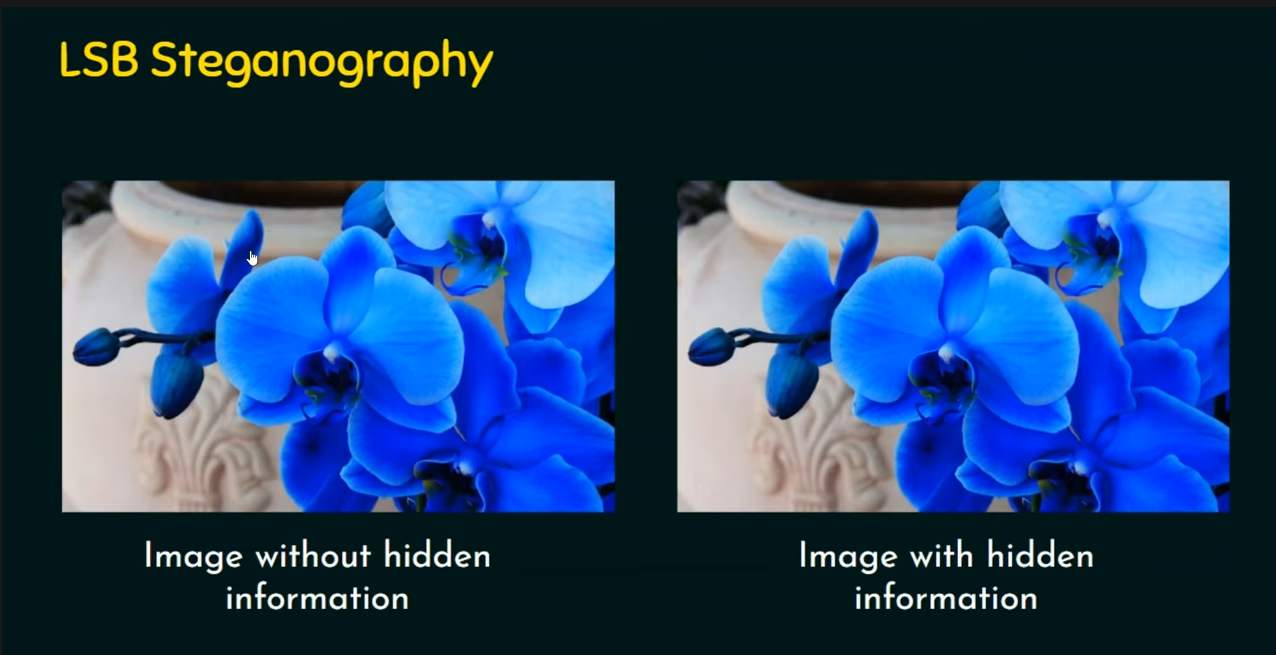 LSB Steganography
Image without hidden
information
Image with hidden
information